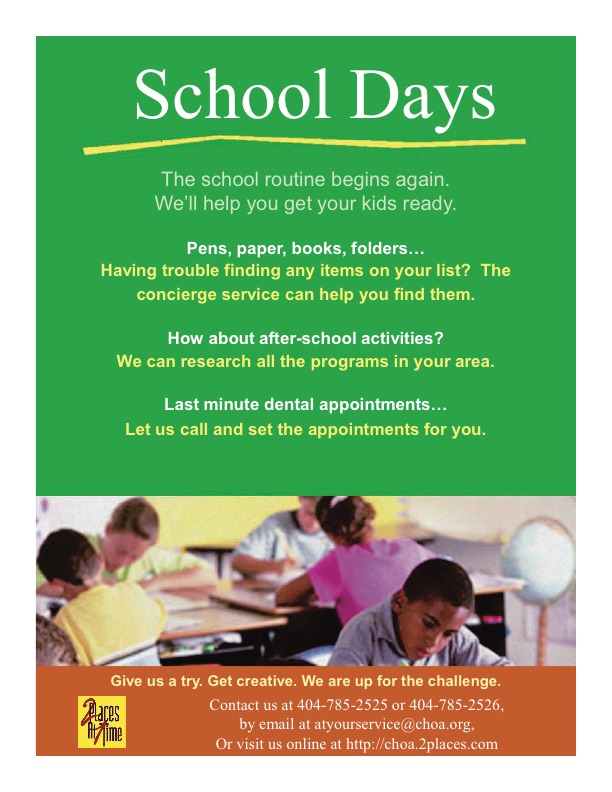 School Days
The school routine begins again.
We'll help you get your kids ready.
Pens, paper, books, folders…
Having trouble finding any items on your list?  The
concierge service can help you find them.
How about after-school activities?
We can research all the programs in your area.
Last minute dental appointments…
Let us call and set the appointments for you.
Give us a try. Get creative. We are up for the challenge.
2 Places
At 1 Time
Contact us at 404-785-2525 or 404-785-2526,
by email at atyourservice@choa.org,
Or visit us online at http://choa.2places.com